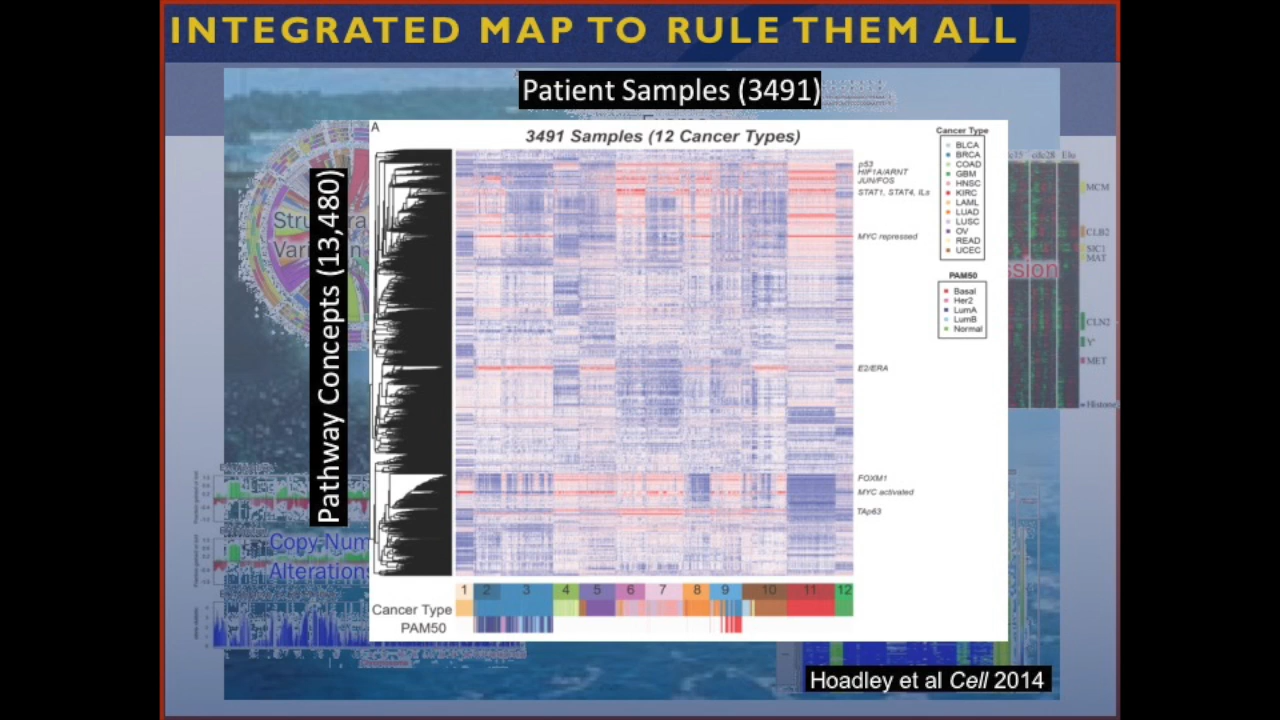 INTEGRATED MAP TO RULE THEM ALL
Patient Samples (3491)
A
3491 Samples (12 Cancer Types)
Pathway Concepts (13,480)
p53
HIF1A/ARNT
JUN/FOS
STAT1, STAT4, ILs
MYC repressed
E2/ERA
FOXM1
MYC activated
TAp63
Cancer Type
BLCA
BRCA
COAD
GBM
HNSC
KIRC
LAML
LUAD
LUSC
OV
READ
UCEC
PAM50
Basal
Her2
LumA
LumB
Normal
cdc28 Elu
MCM
CLB2
SIC1
MAT
CLN2
Y'
MET
Histone
Copy Num
Alterations
1 2 3 4 5 6 7 8 9 10 11 12
Cancer Type
PAM50
Hoadley et al Cell 2014